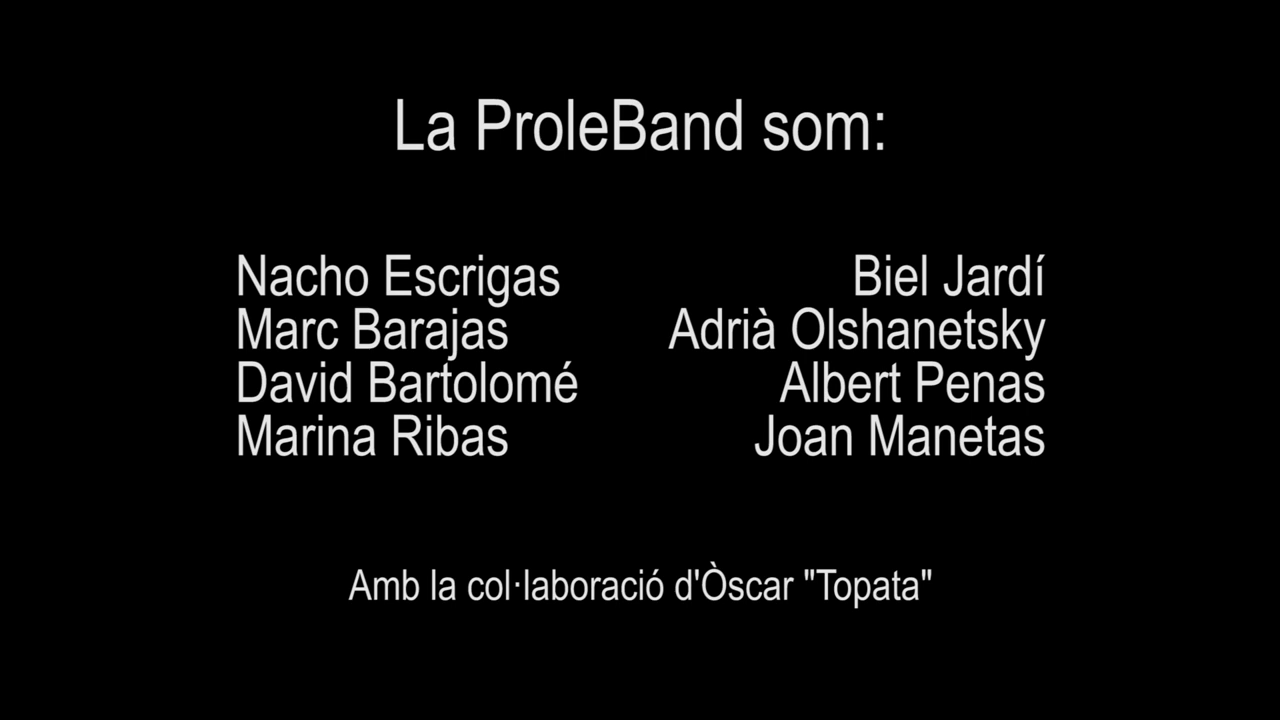 La ProleBand som:
Nacho Escrigas
Marc Barajas
David Bartolomé
Marina Ribas
Biel Jardí
Adrià Olshanetsky
Albert Penas
Joan Manetas
Amb la col·laboració d'Òscar "Topata"